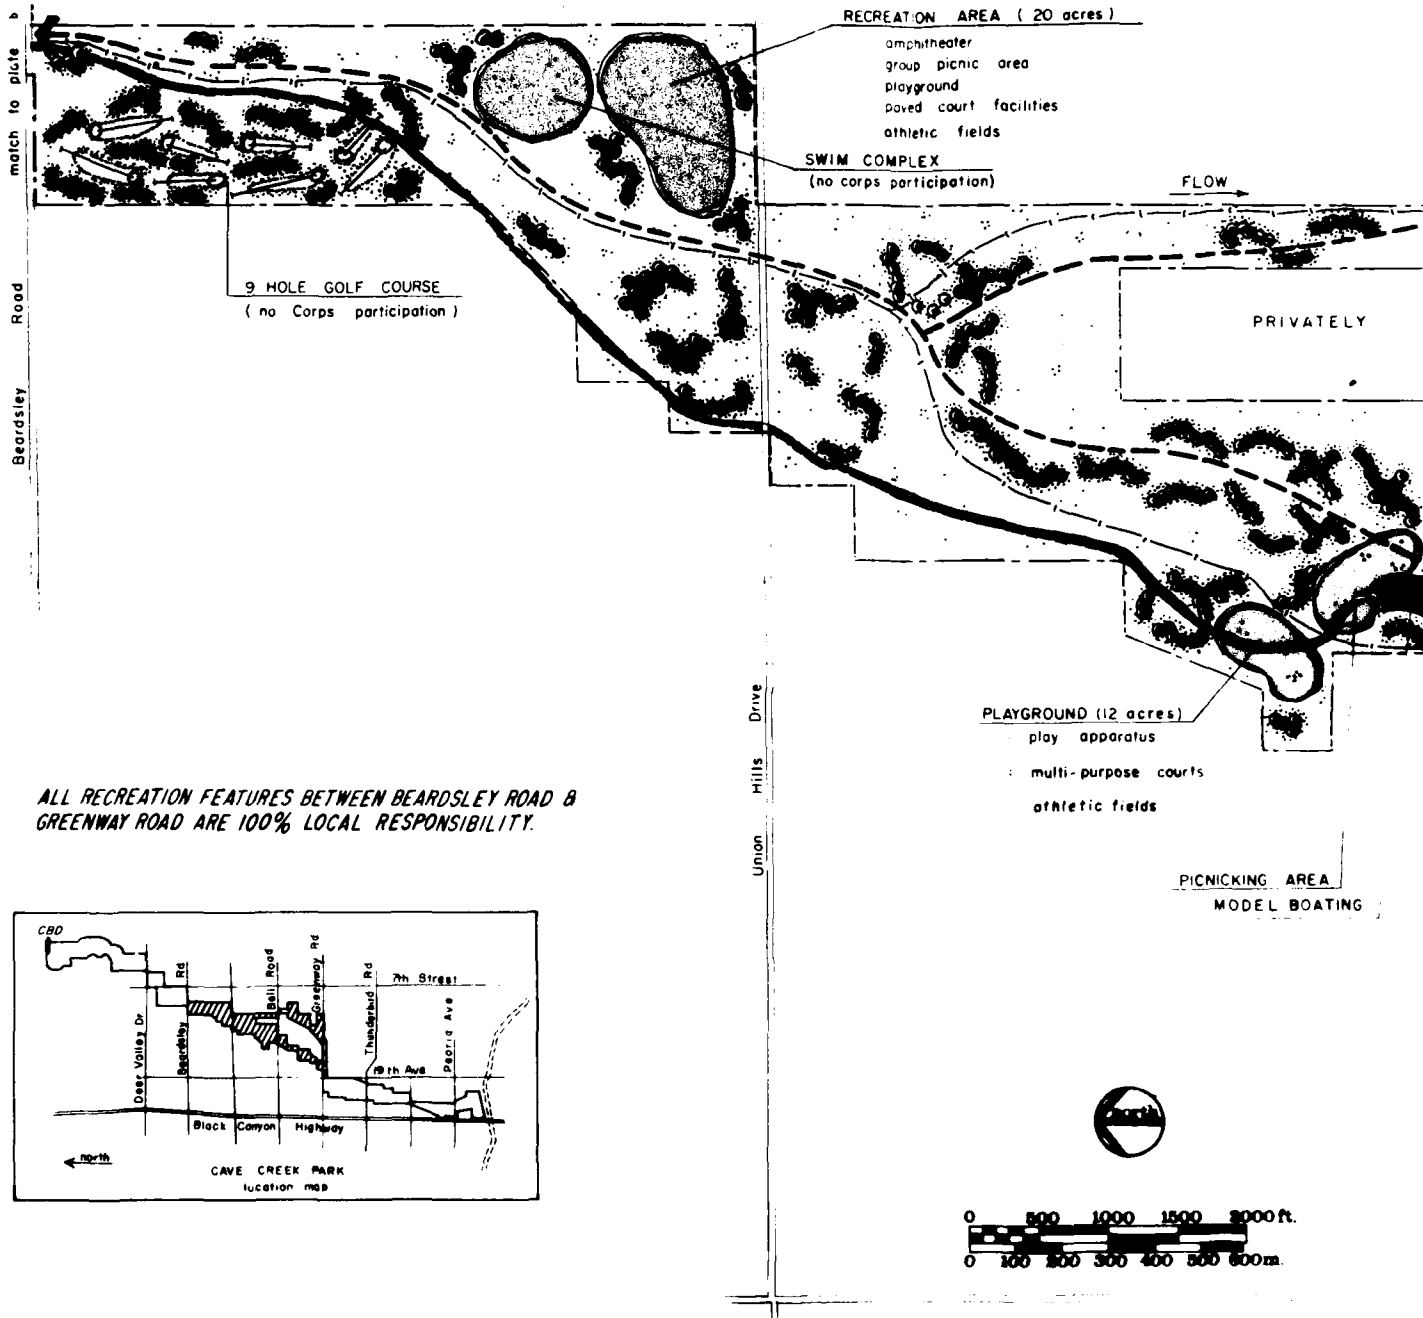 match to plate b
RECREATION AREA ( 20 acres )
amphitheater
group picnic area
playground
paved court facilities
athletic fields
SWIM COMPLEX
(no corps participation)
FLOW
9 HOLE GOLF COURSE
( no Corps participation )
PRIVATELY
Beardsley Road
Union Hills Drive
PLAYGROUND (12 acres)
play apparatus
multi-purpose courts
athletic fields
ALL RECREATION FEATURES BETWEEN BEARDSLEY ROAD &
GREENWAY ROAD ARE 100% LOCAL RESPONSIBILITY.
PICNICKING AREA
MODEL BOATING
CBD
Deer Valley Dr
Beardsley Rd
Bell Road
Greenway Rd
Thunderbird Rd
Peoria Ave
7th Street
19th Ave
Black Canyon Highway
north
CAVE CREEK PARK
location map
north
0 500 1000 1500 2000 ft.
0 100 200 300 400 500 600 m.